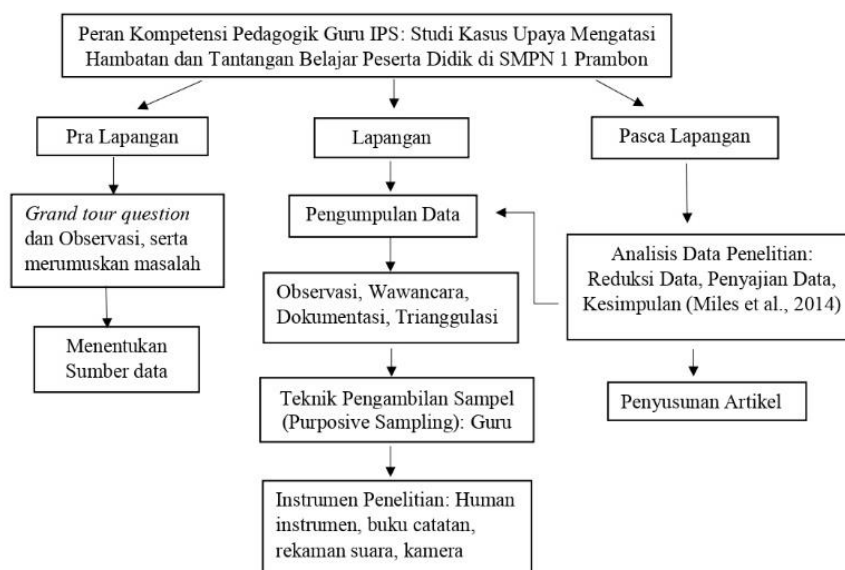 Peran Kompetensi Pedagogik Guru IPS: Studi Kasus Upaya Mengatasi
Hambatan dan Tantangan Belajar Peserta Didik di SMPN 1 Prambon
Pra Lapangan
Grand tour question
dan Observasi, serta
merumuskan masalah
Menentukan
Sumber data
Lapangan
Pengumpulan Data
Observasi, Wawancara,
Dokumentasi, Trianggulasi
Teknik Pengambilan Sampel
(Purposive Sampling): Guru
Instrumen Penelitian: Human
instrumen, buku catatan,
rekaman suara, kamera
Pasca Lapangan
Analisis Data Penelitian:
Reduksi Data, Penyajian Data,
Kesimpulan (Miles et al., 2014)
Penyusunan Artikel